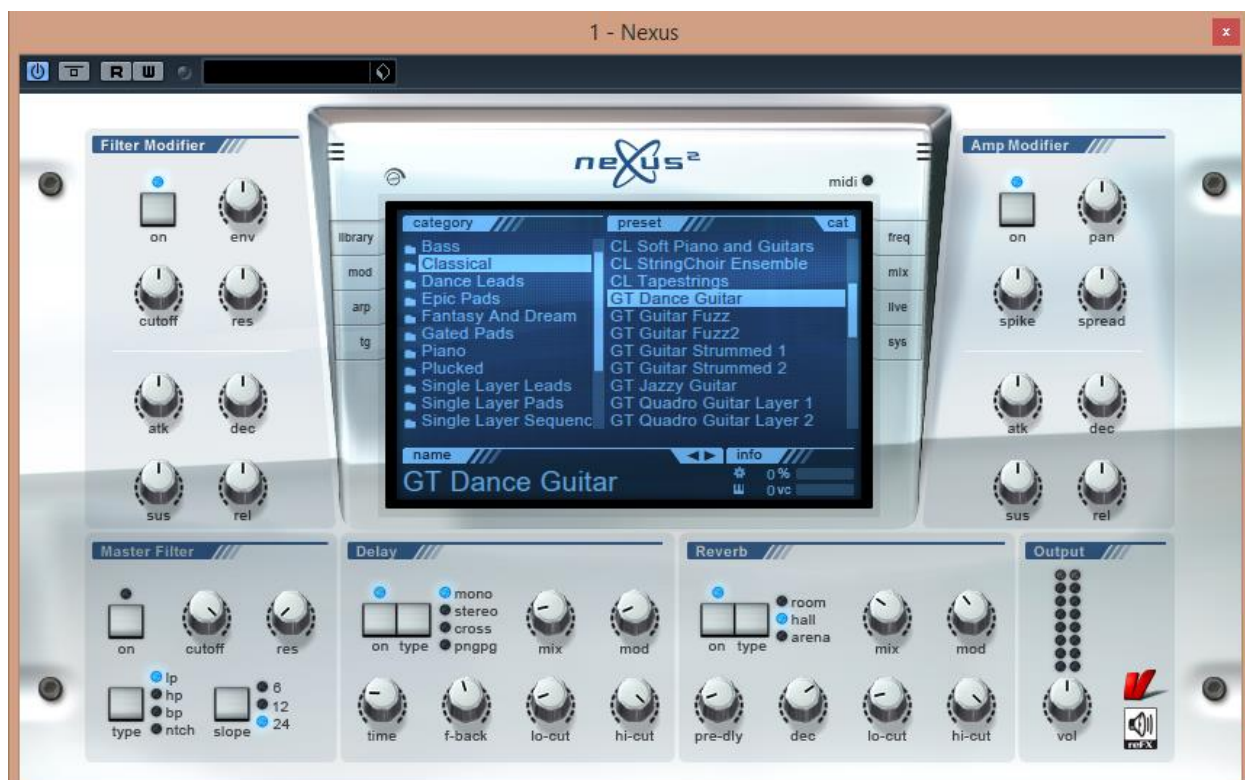 1 - Nexus
x
R W
Filter Modifier
on
env
cutoff
res
atk
dec
sus
rel
nexus²
midi
library
mod
arp
tg
category
Bass
Classical
Dance Leads
Epic Pads
Fantasy And Dream
Gated Pads
Piano
Plucked
Single Layer Leads
Single Layer Pads
Single Layer Sequenc
preset
cat
CL Soft Piano and Guitars
CL StringChoir Ensemble
CL Tapestrings
GT Dance Guitar
GT Guitar Fuzz
GT Guitar Fuzz2
GT Guitar Strummed 1
GT Guitar Strummed 2
GT Jazzy Guitar
GT Quadro Guitar Layer 1
GT Quadro Guitar Layer 2
name
GT Dance Guitar
info
0 %
0 vc
freq
mix
live
sys
Amp Modifier
on
pan
spike
spread
atk
dec
sus
rel
Master Filter
on
cutoff
res
type
lp
hp
bp
ntch
slope
6
12
24
Delay
on
type
mono
stereo
cross
pngpg
mix
mod
time
f-back
lo-cut
hi-cut
Reverb
on
type
room
hall
arena
mix
mod
pre-dly
dec
lo-cut
hi-cut
Output
vol
reFX